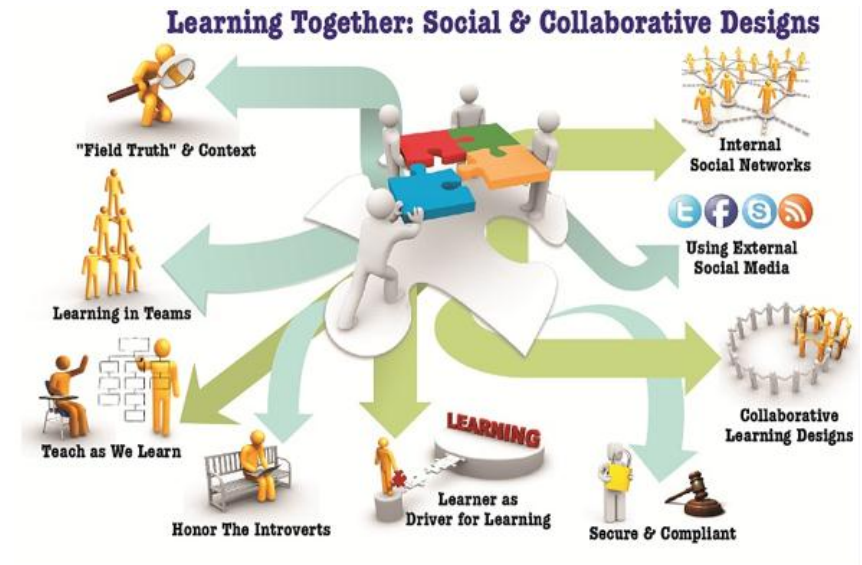 Learning Together: Social & Collaborative Designs
"Field Truth" & Context
Internal
Social Networks
Using External
Social Media
Learning in Teams
Teach as We Learn
Collaborative
Learning Designs
LEARNING
Honor The Introverts
Learner as
Driver for Learning
Secure & Compliant